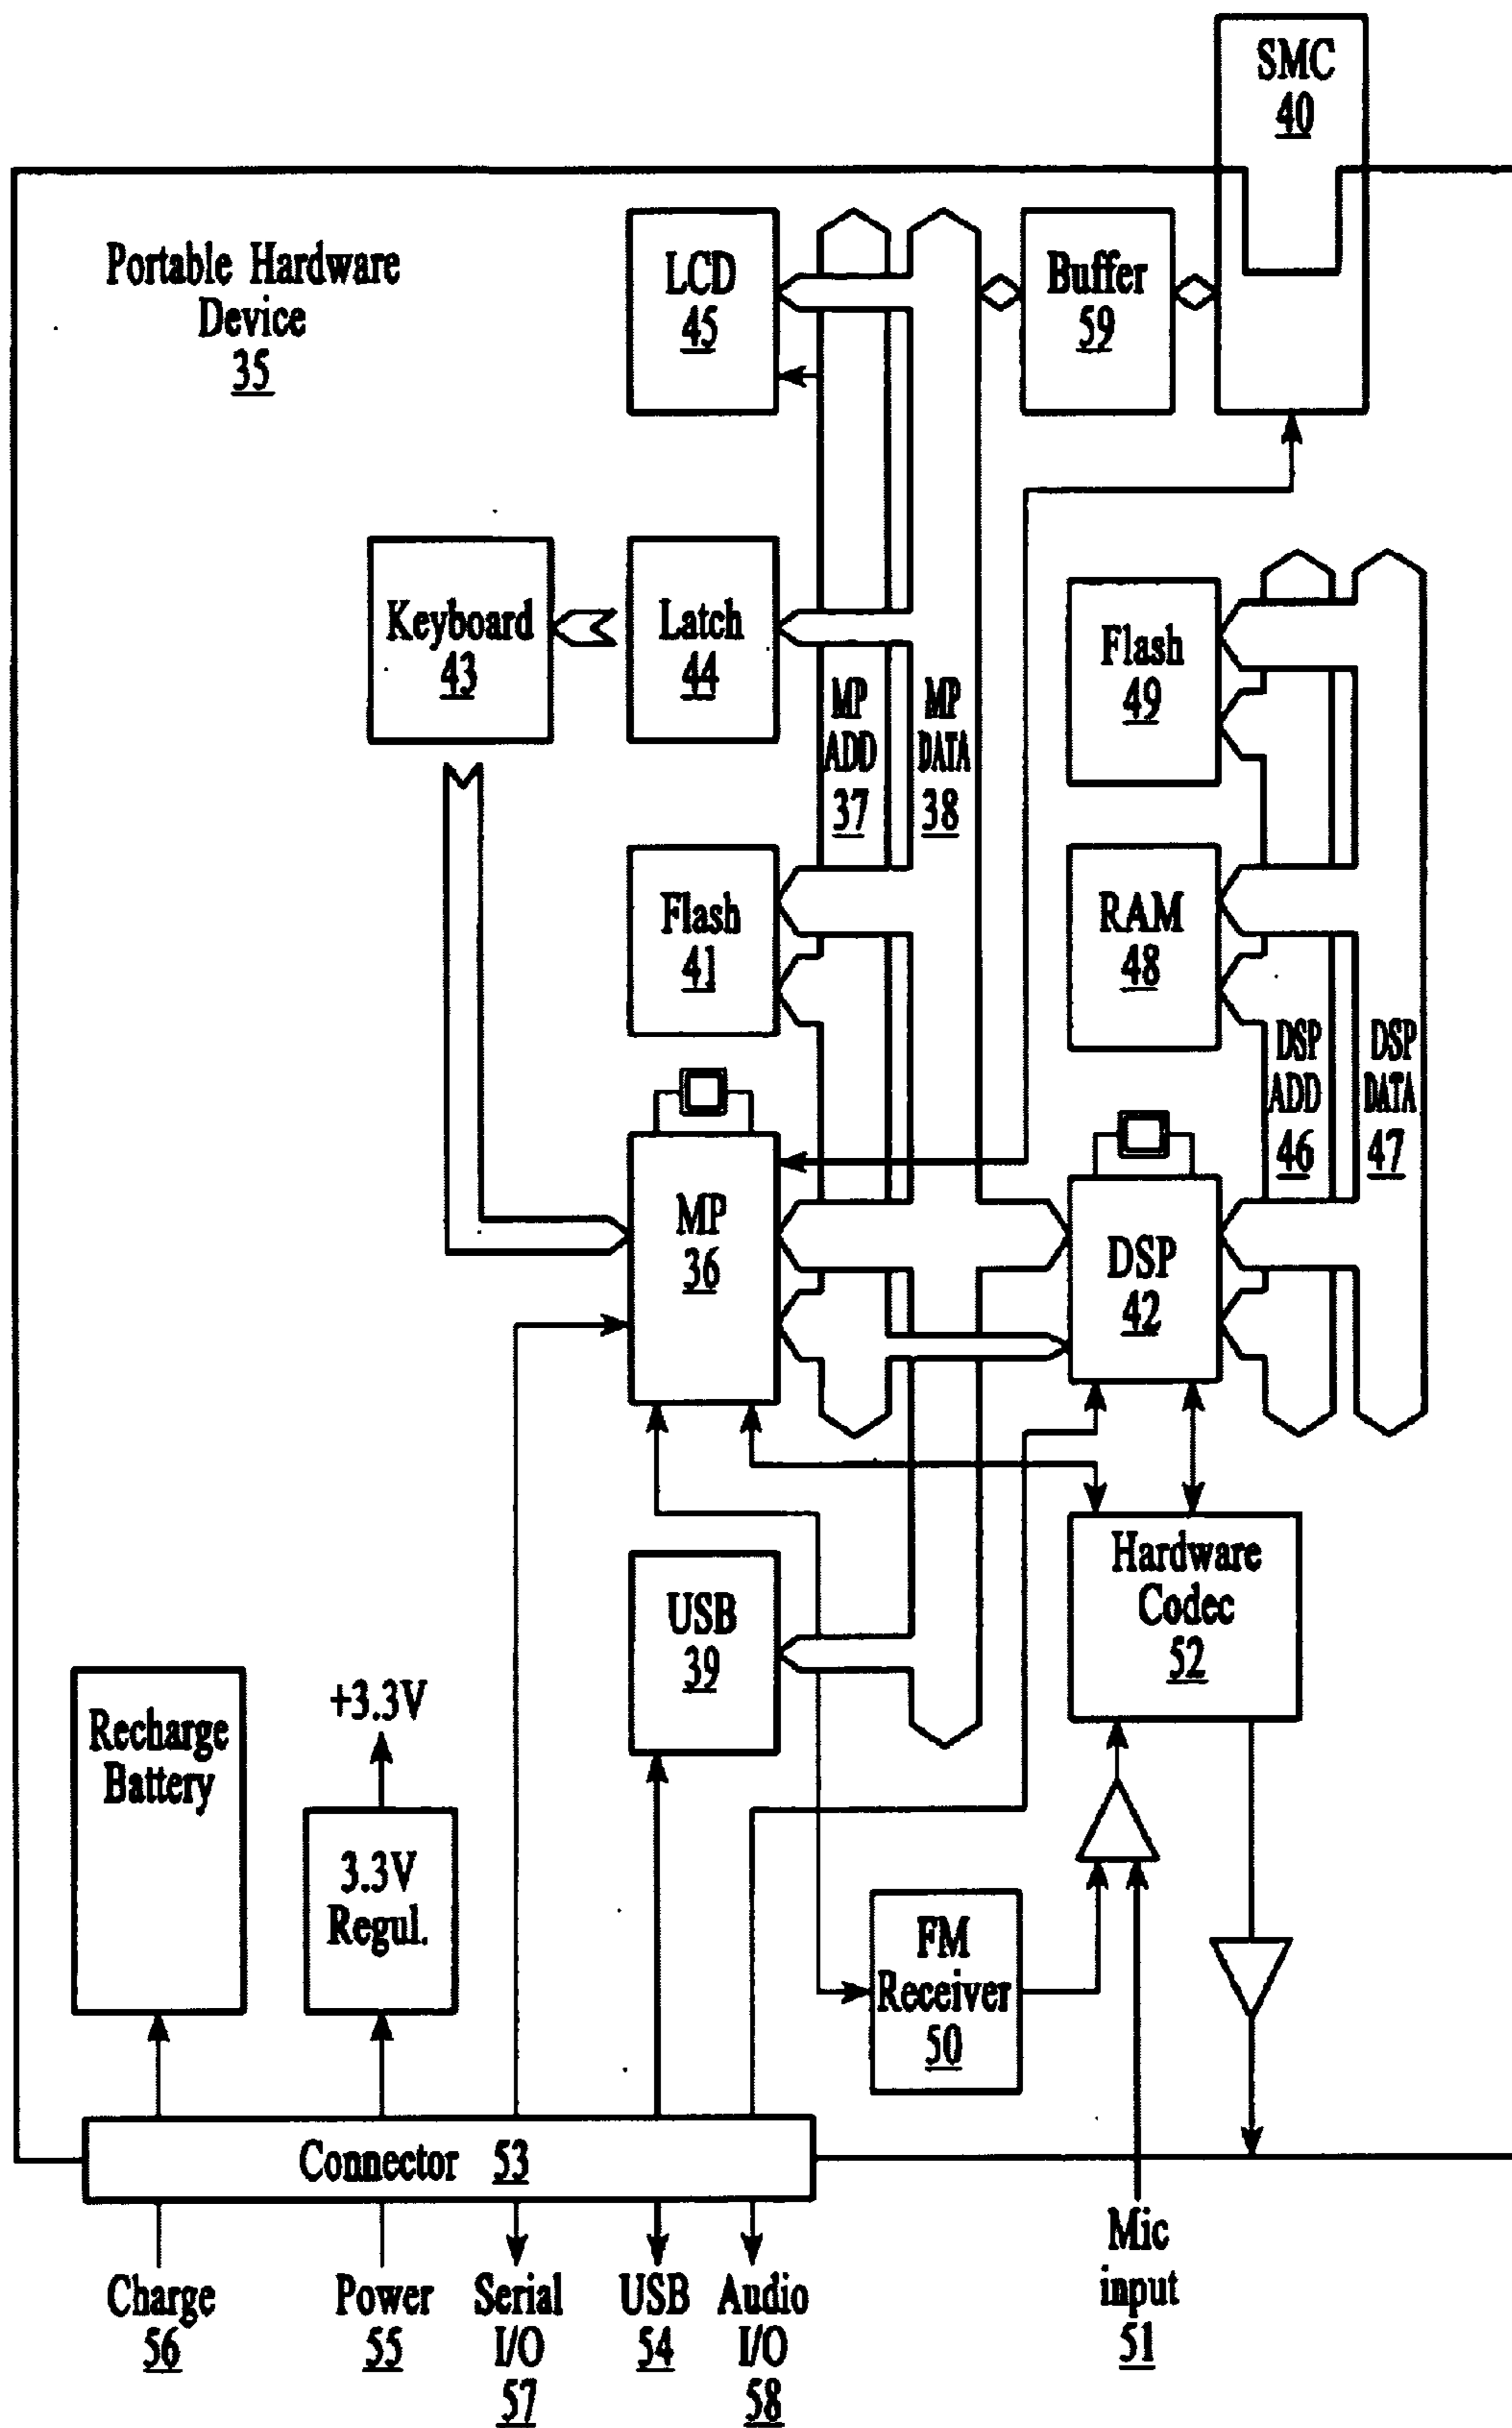 SMC
40
Portable Hardware
Device
35
LCD
45
Buffer
59
Keyboard
43
Latch
44
MP
ADD
37
MP
DATA
38
Flash
49
Flash
41
RAM
48
DSP
ADD
46
DSP
DATA
47
MP
36
DSP
42
Hardware
Codec
52
USB
39
Recharge
Battery
+3.3V
3.3V
Regul.
FM
Receiver
50
Connector 53
Charge
56
Power
55
Serial
I/O
57
USB
54
Audio
I/O
58
Mic
input
51